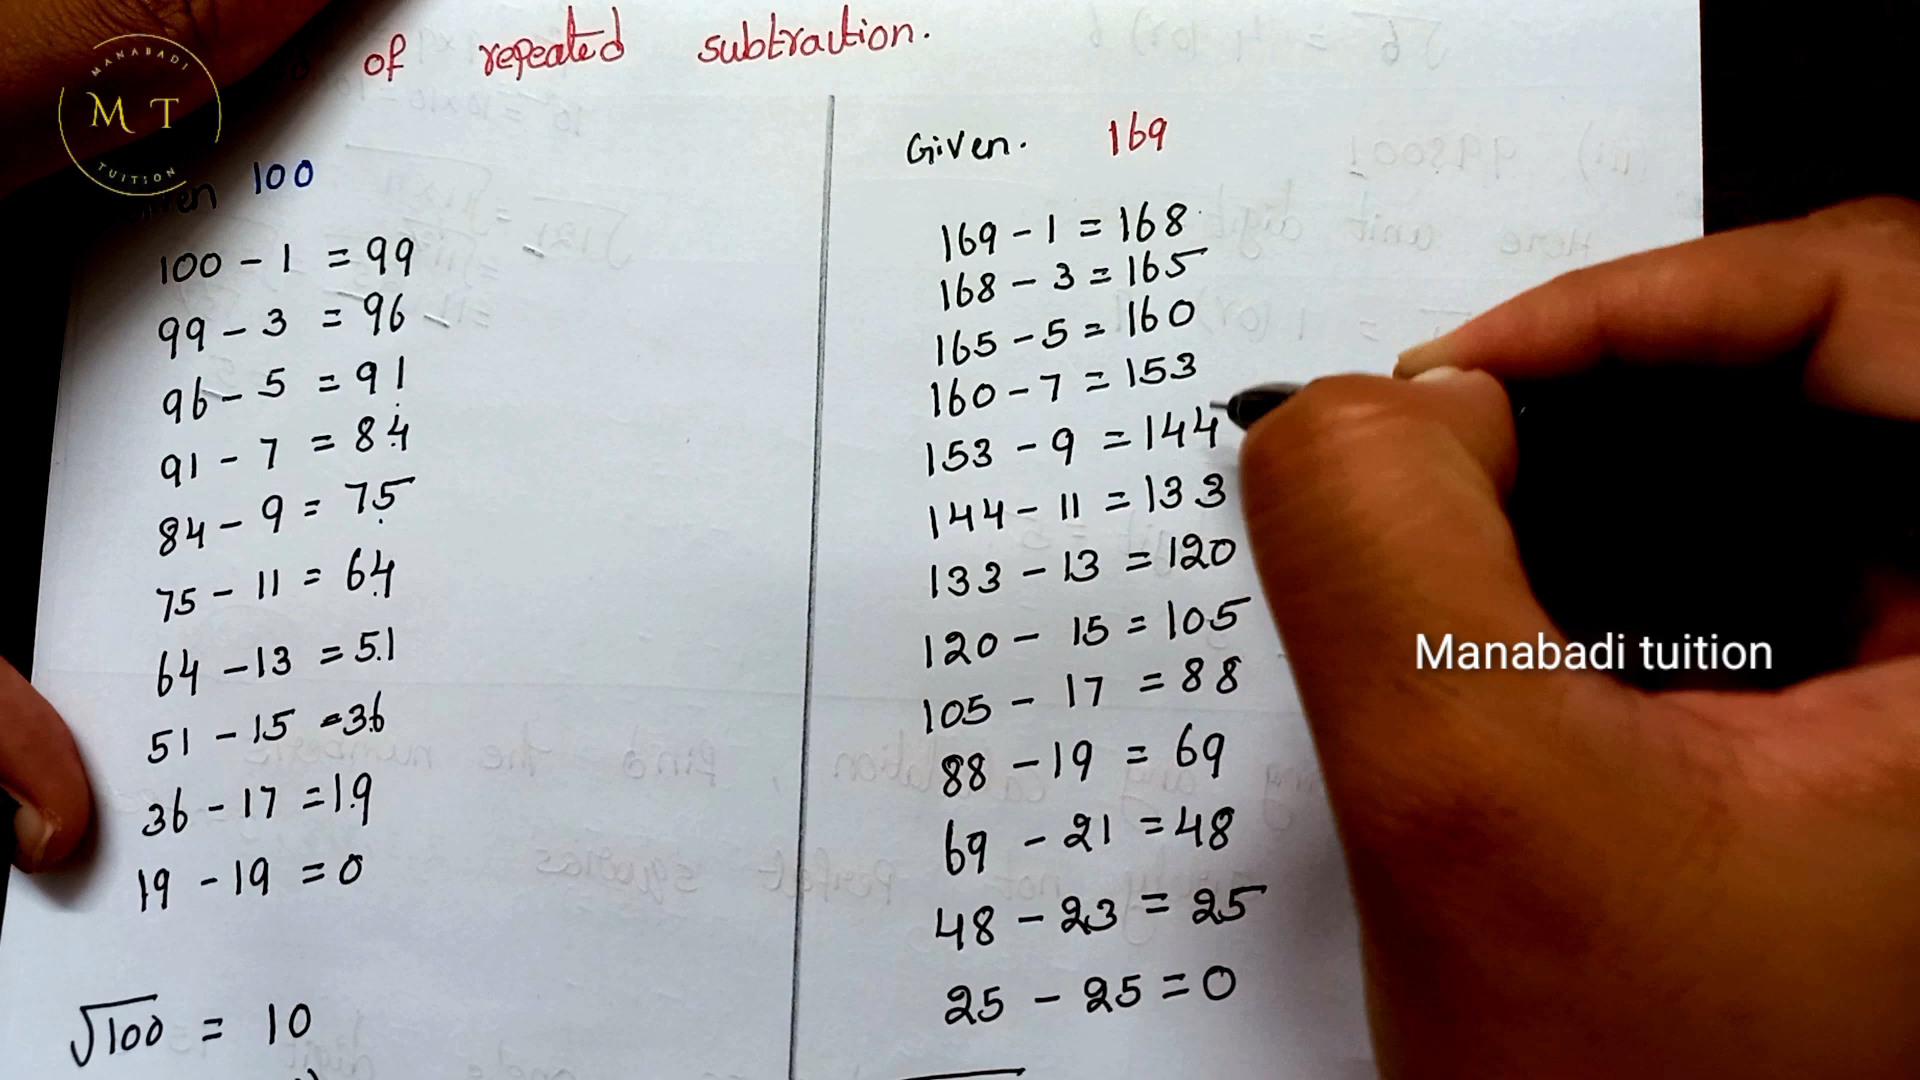 of repeated subtraction.
MANABADI
M T
TUITION
100
100 - 1 = 99
99 - 3 = 96
96 - 5 = 91
91 - 7 = 84
84 - 9 = 75
75 - 11 = 64
64 - 13 = 51
51 - 15 = 36
36 - 17 = 19
19 - 19 = 0
√100 = 10
Given. 169
169 - 1 = 168
168 - 3 = 165
165 - 5 = 160
160 - 7 = 153
153 - 9 = 144
144 - 11 = 133
133 - 13 = 120
120 - 15 = 105
105 - 17 = 88
88 - 19 = 69
69 - 21 = 48
48 - 23 = 25
25 - 25 = 0
Manabadi tuition